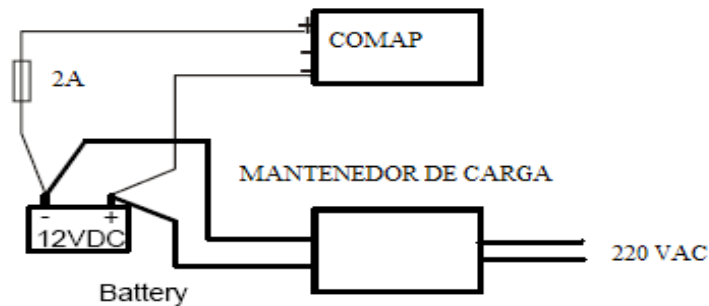 +
COMAP
-
-
2A
MANTENEDOR DE CARGA
- +
12VDC
220 VAC
Battery